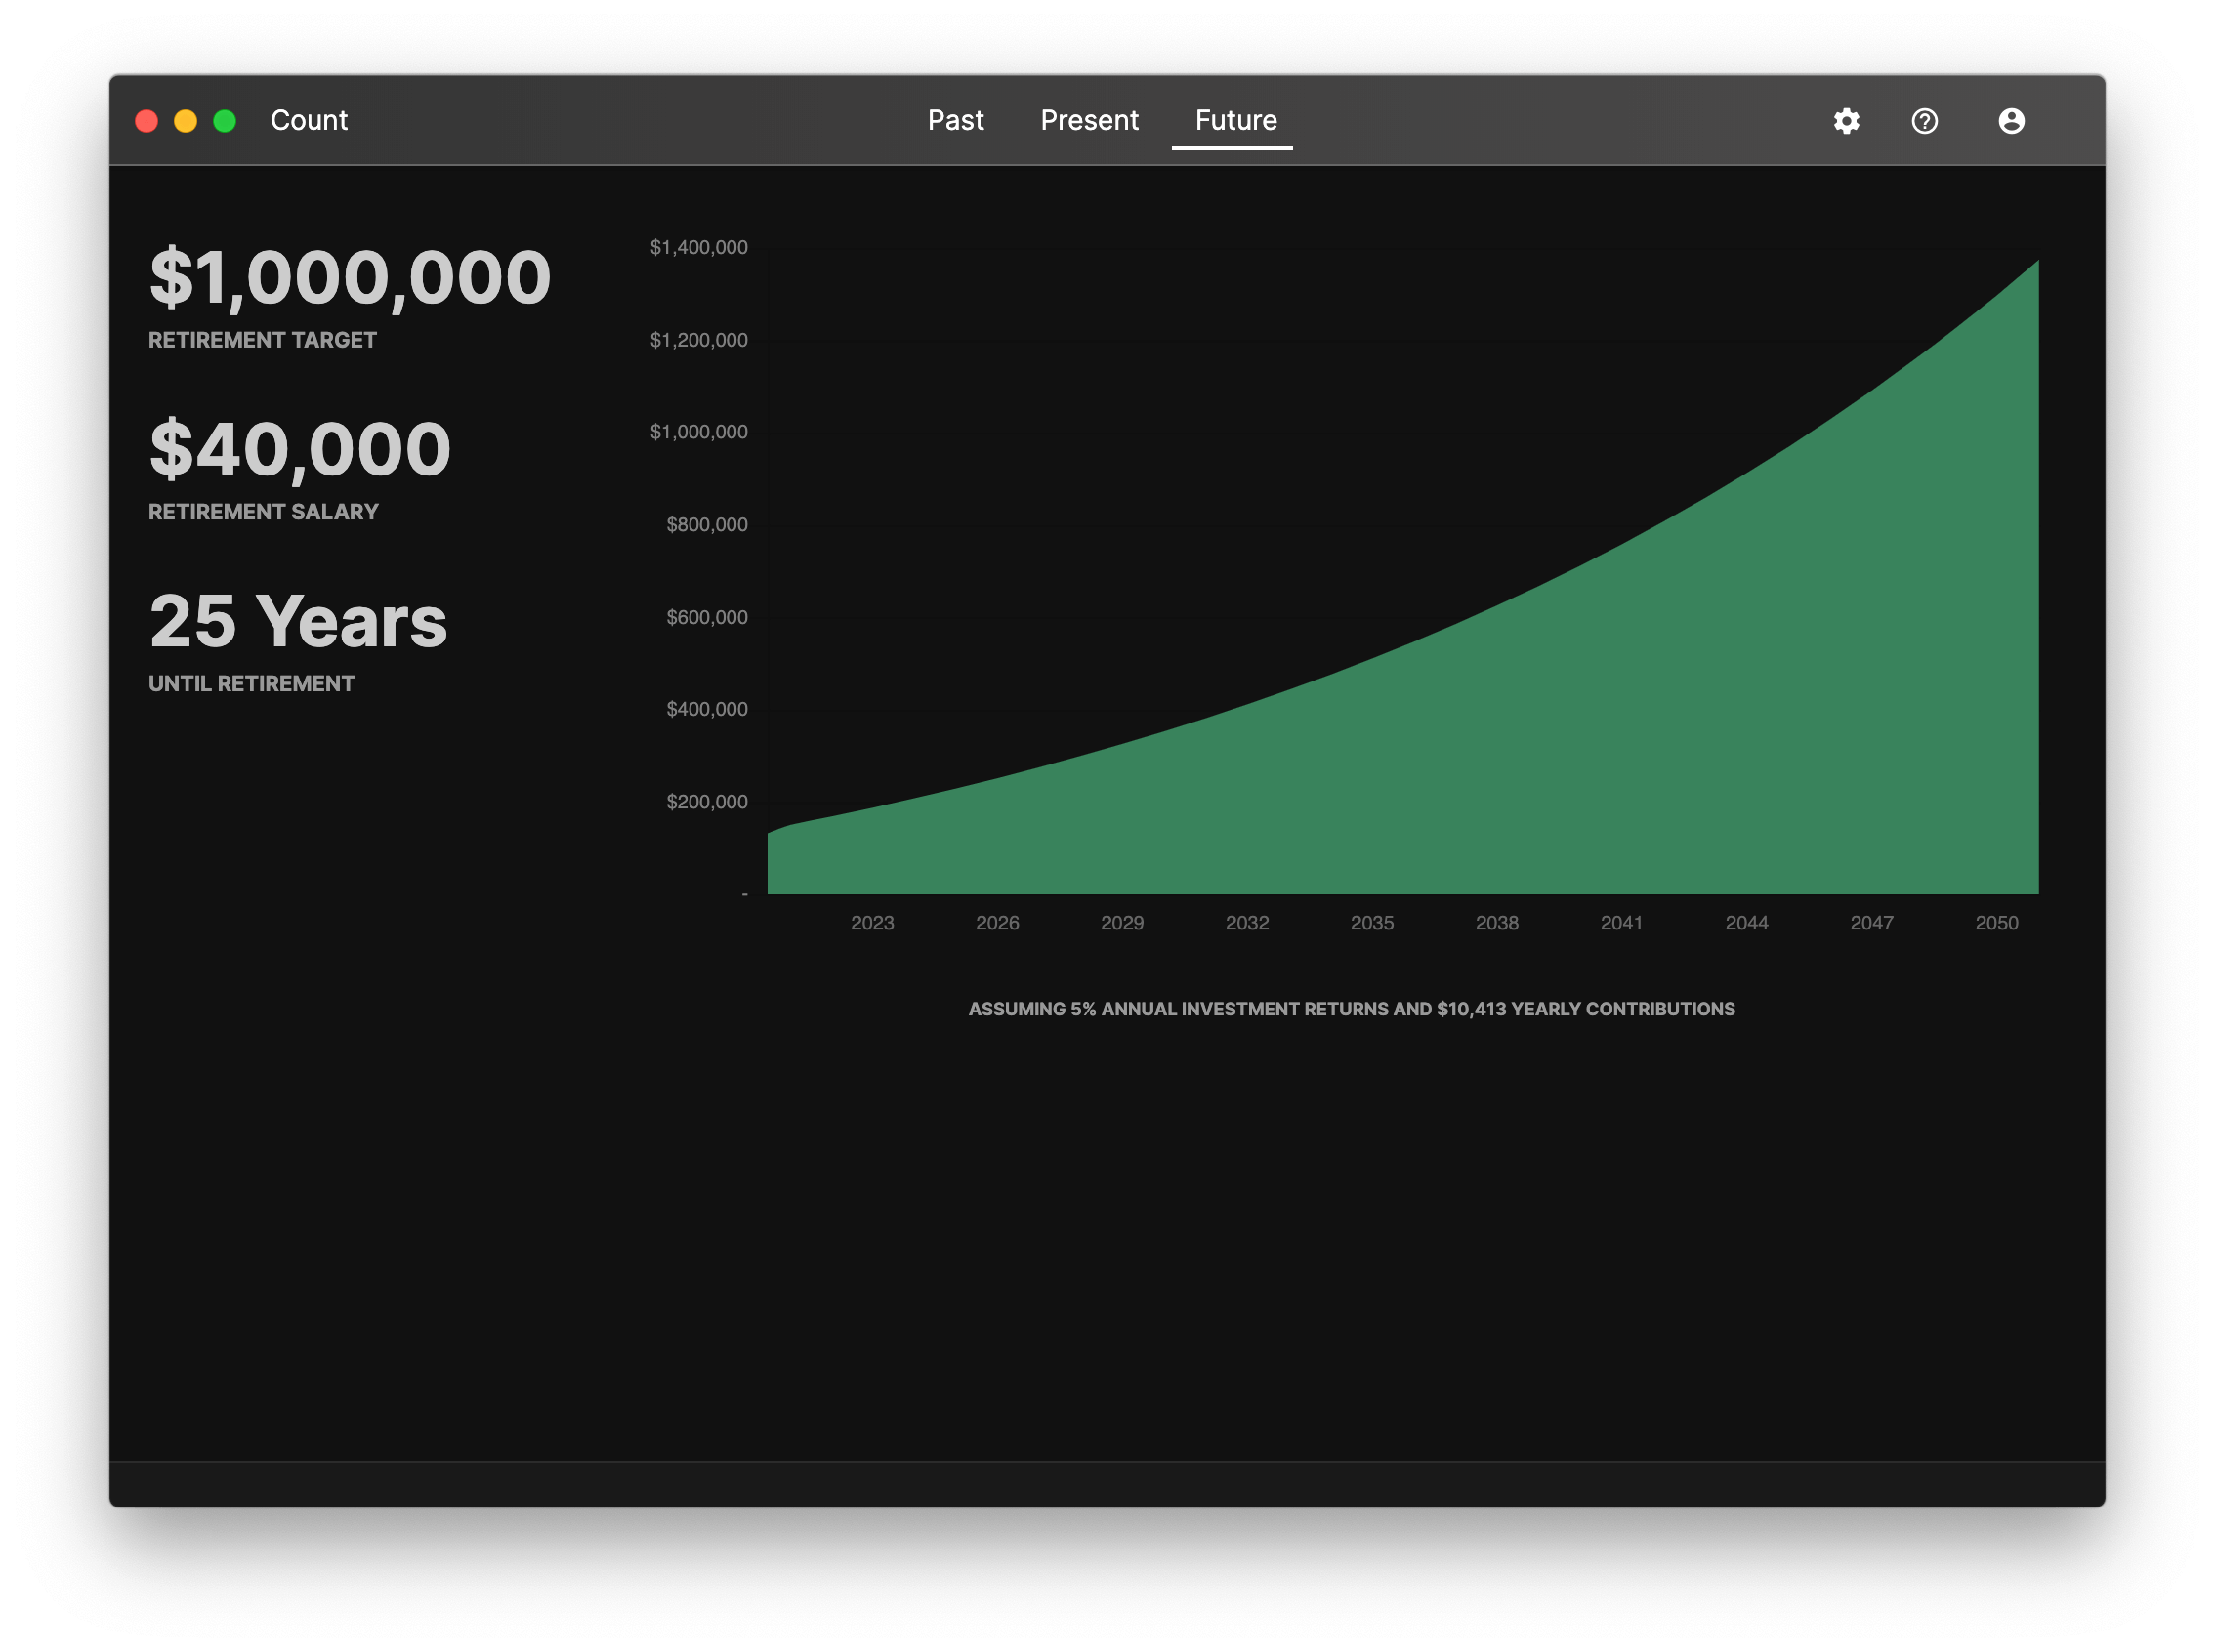 Count
Past Present Future
$1,000,000
RETIREMENT TARGET
$40,000
RETIREMENT SALARY
25 Years
UNTIL RETIREMENT
$1,400,000
$1,200,000
$1,000,000
$800,000
$600,000
$400,000
$200,000
-
2023 2026 2029 2032 2035 2038 2041 2044 2047 2050
ASSUMING 5% ANNUAL INVESTMENT RETURNS AND $10,413 YEARLY CONTRIBUTIONS